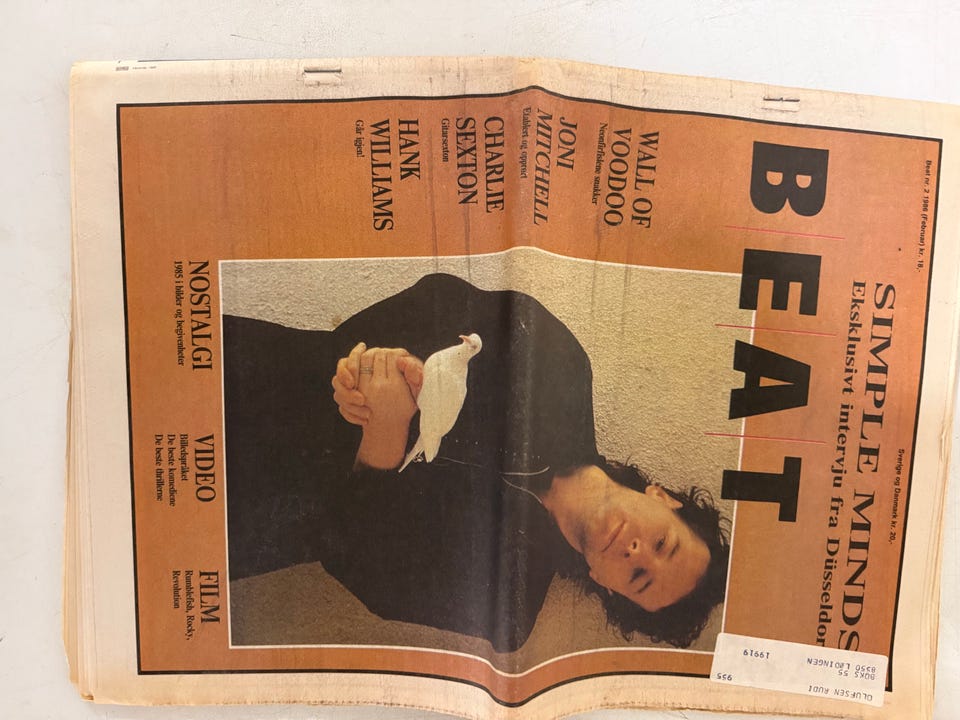 Beat nr. 2 1986 (Februar) kr. 18,-
Sverige og Danmark kr. 20,-
SIMPLE MINDS
Eksklusivt intervju fra Düsseldor
BEAT
WALL OF
VOODOO
Neonfirfislene snakker
JONI
MITCHELL
Etablert og opprørt
CHARLIE
SEXTON
Gitarsexton
HANK
WILLIAMS
Går igjen!
NOSTALGI
1985 i bilder og begivenheter
VIDEO
Billedspråket
De beste komediene
De beste thrillerne
FILM
Rumblefish, Rocky,
Revolution
OLUFSEN RUDI
BOKS 55
8550 LØDINGEN
19919
955